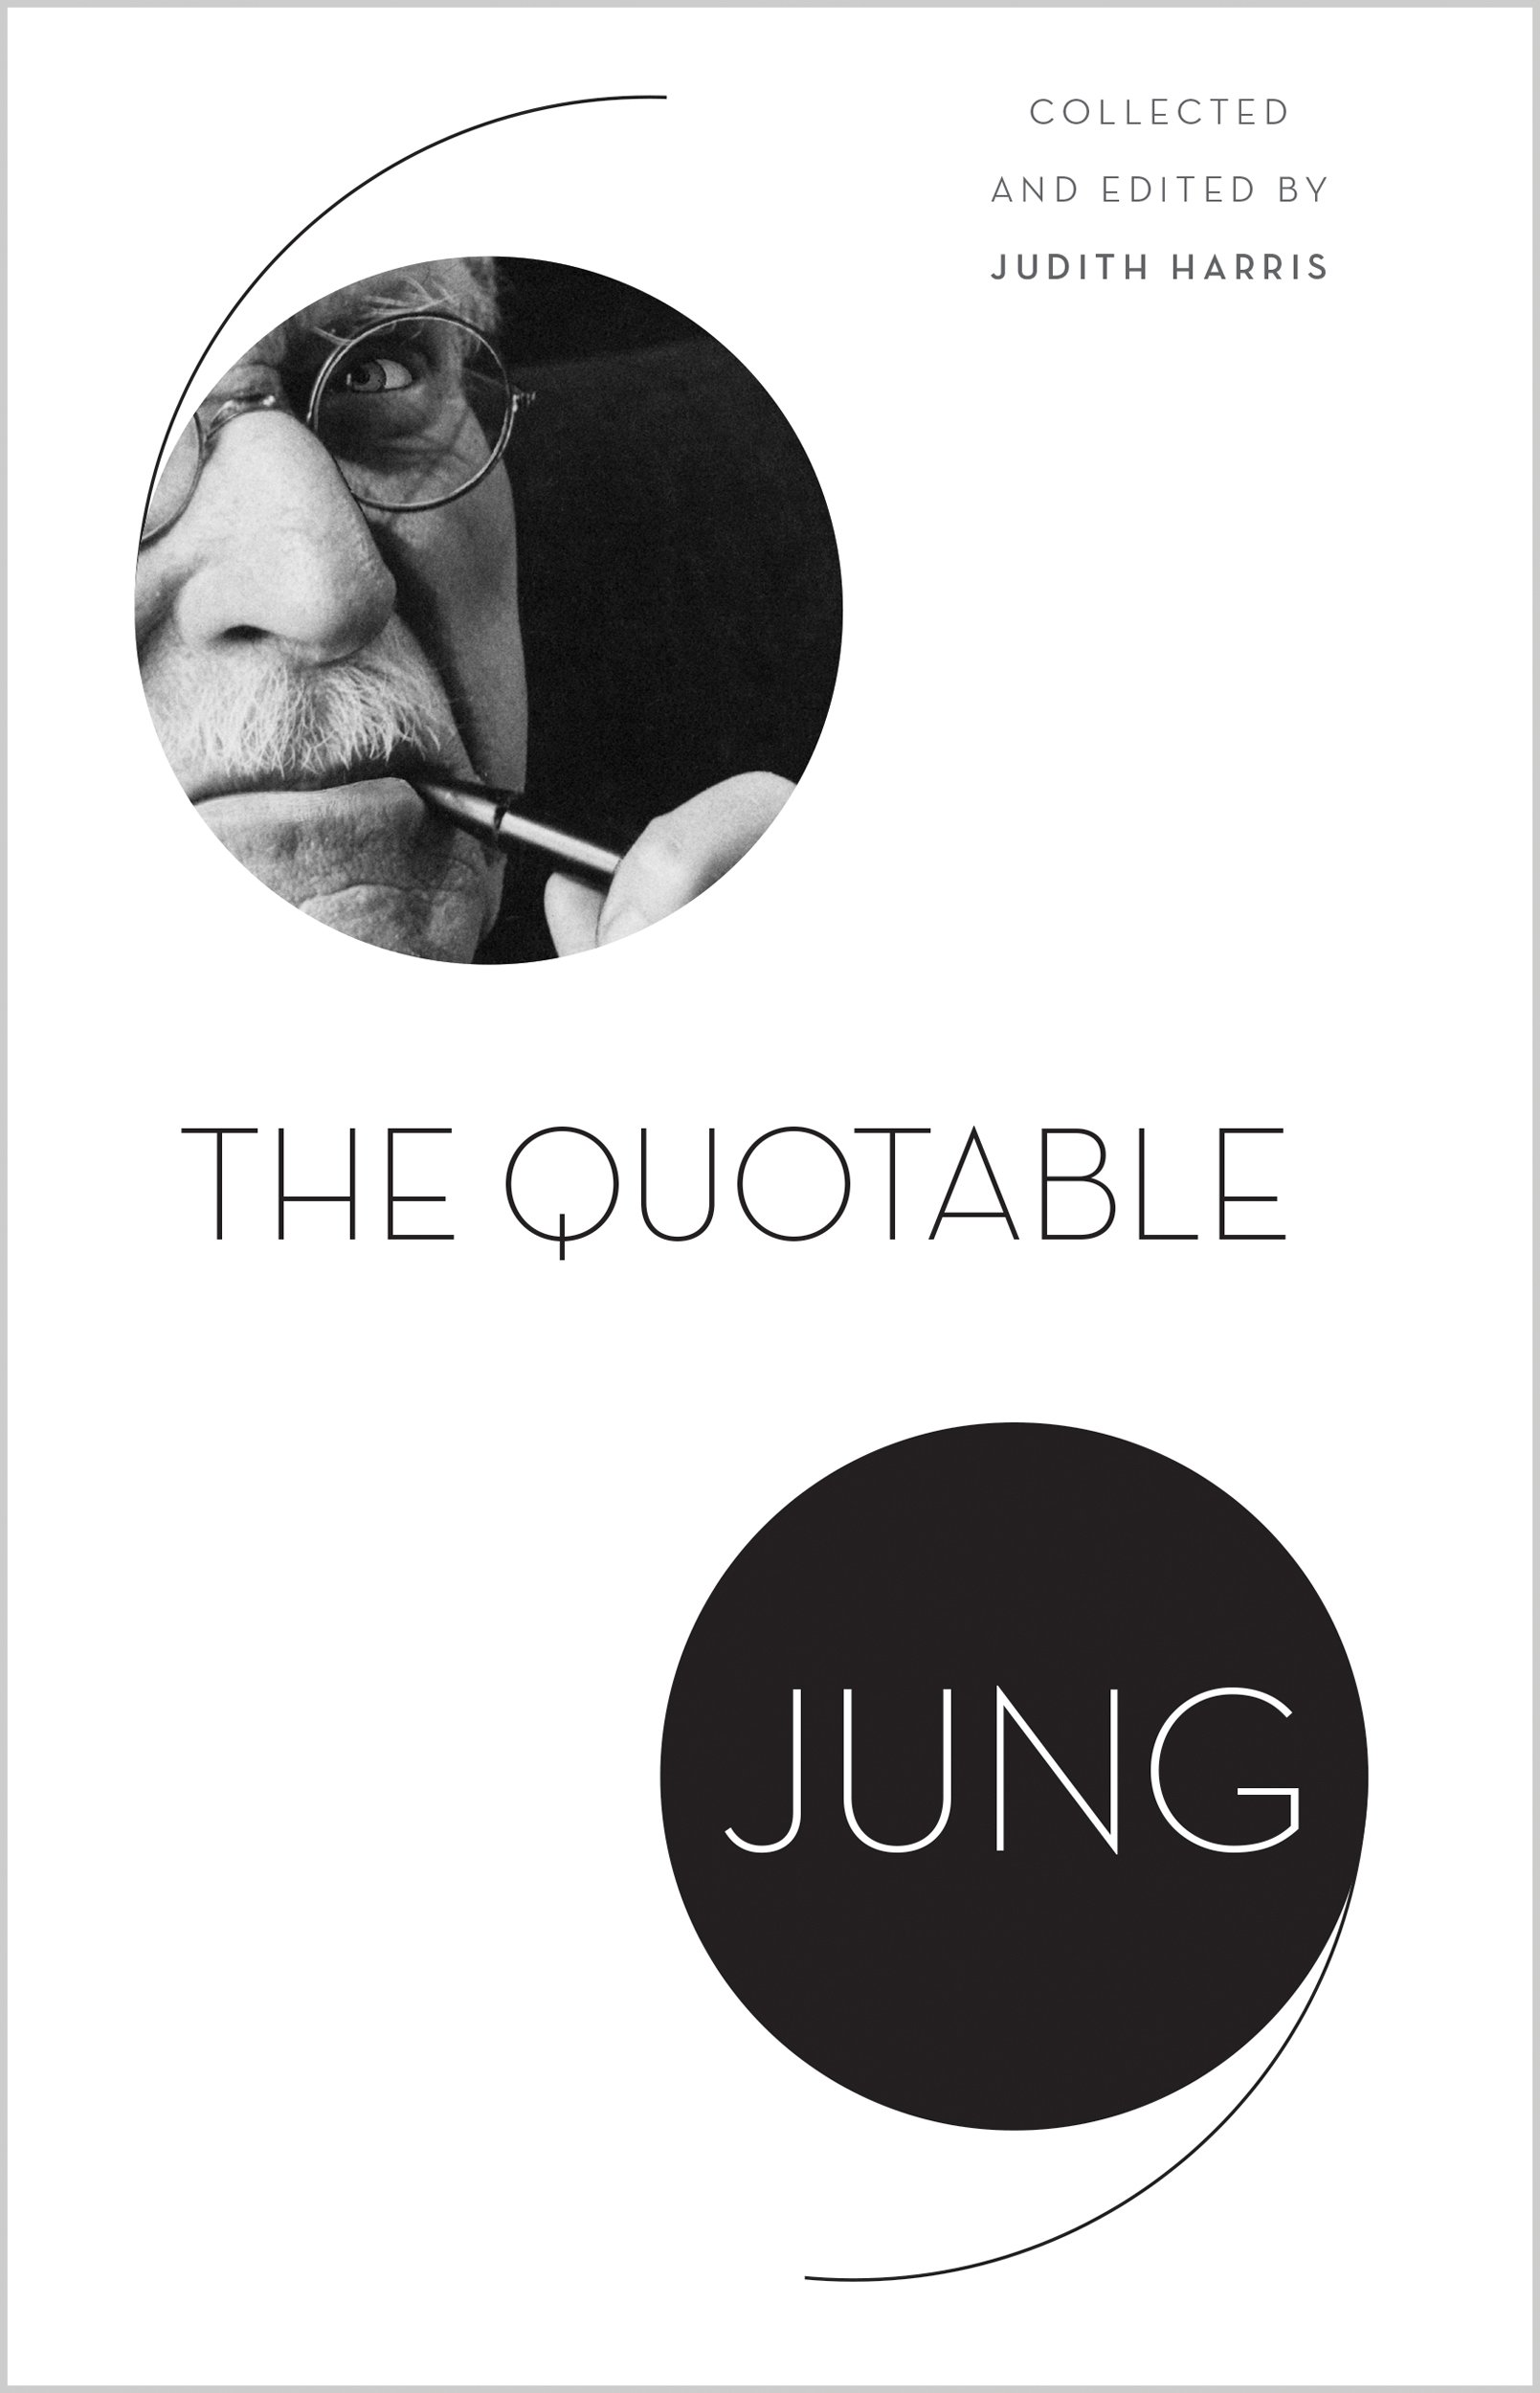 COLLECTED
AND EDITED BY
JUDITH HARRIS
THE QUOTABLE
JUNG